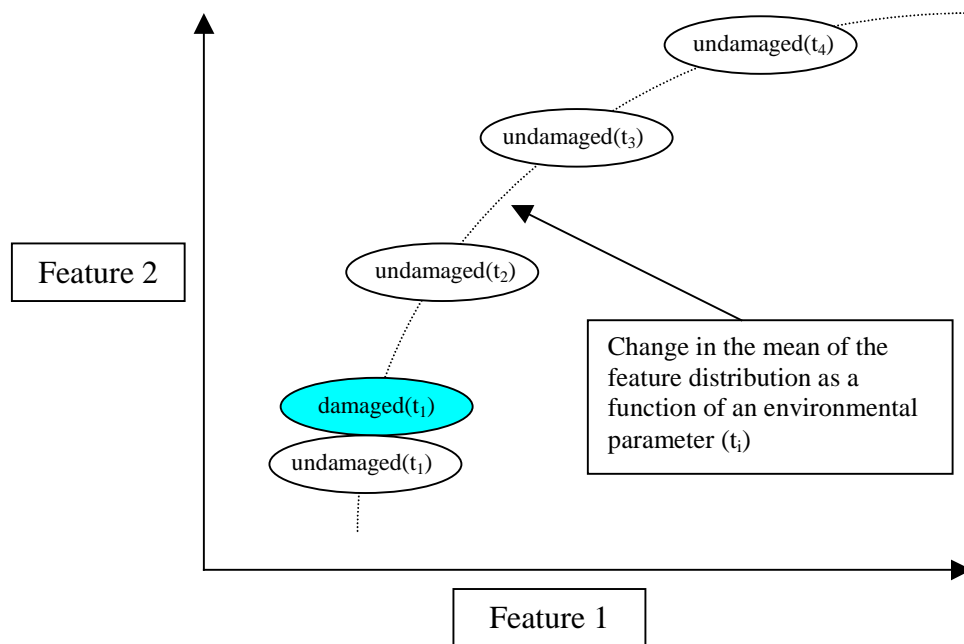 undamaged(t₄)
undamaged(t₃)
Feature 2
undamaged(t₂)
Change in the mean of the
feature distribution as a
function of an environmental
parameter (tᵢ)
damaged(t₁)
undamaged(t₁)
Feature 1